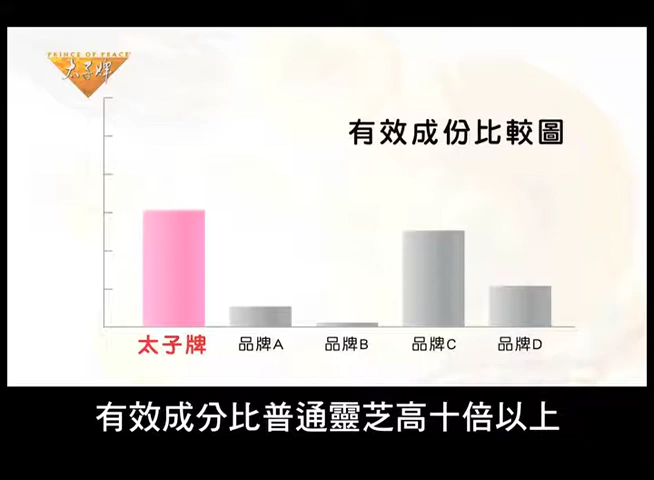 PRINCE OF PEACE
太子牌
有效成份比較圖
太子牌 品牌A 品牌B 品牌C 品牌D
有效成分比普通靈芝高十倍以上